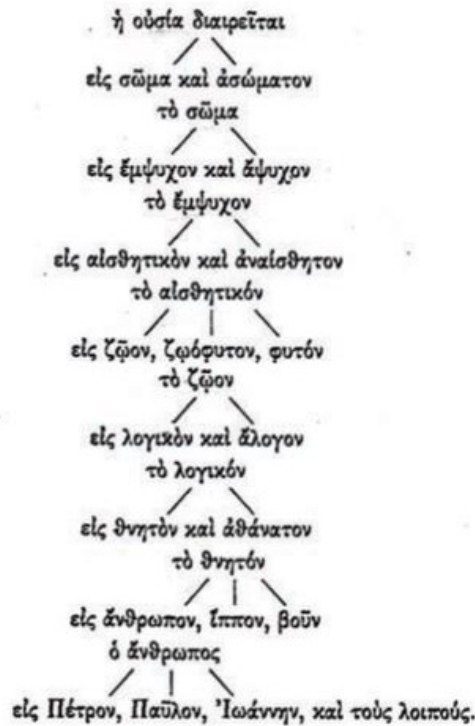 ἡ οὐσία διαιρεῖται
εἰς σῶμα καὶ ἀσώματον
τὸ σῶμα
εἰς ἔμψυχον καὶ ἄψυχον
τὸ ἔμψυχον
εἰς αἰσθητικὸν καὶ ἀναίσθητον
τὸ αἰσθητικόν
εἰς ζῷον, ζῳόφυτον, φυτόν
τὸ ζῷον
εἰς λογικὸν καὶ ἄλογον
τὸ λογικόν
εἰς θνητὸν καὶ ἀθάνατον
τὸ θνητόν
εἰς ἄνθρωπον, ἵππον, βοῦν
ὁ ἄνθρωπος
εἰς Πέτρον, Παῦλον, Ἰωάννην, καὶ τοὺς λοιπούς